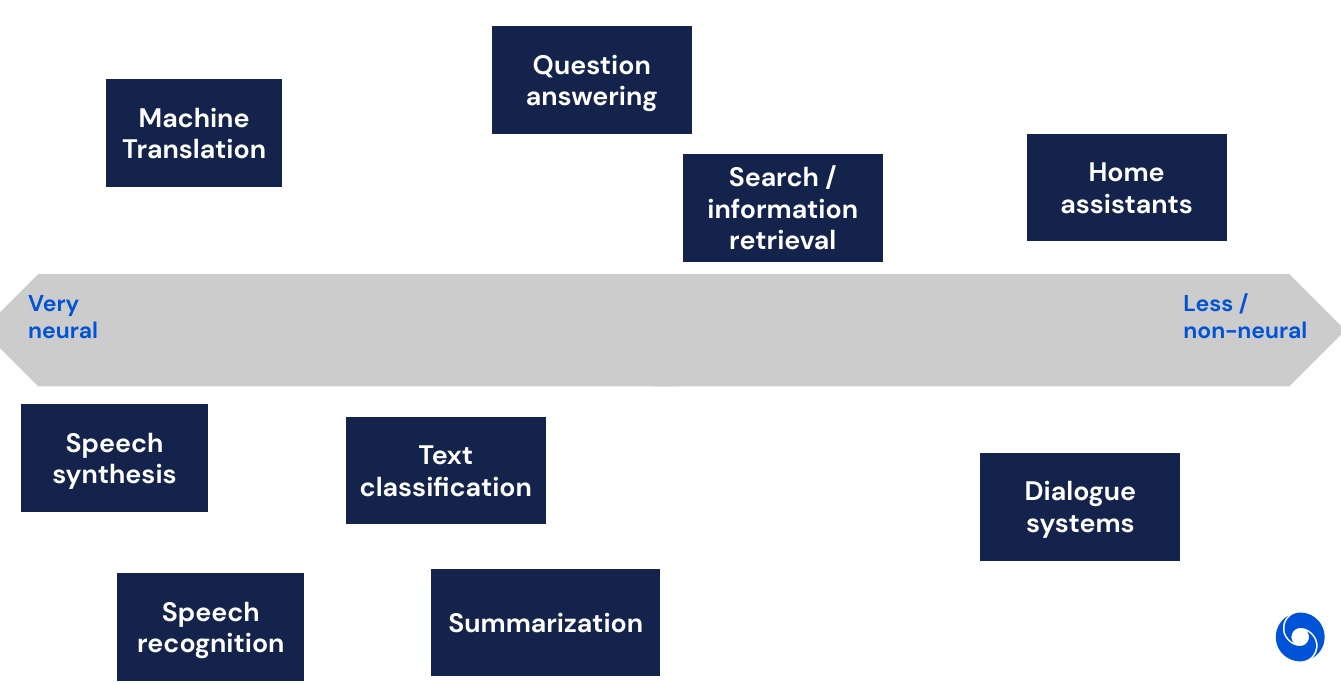 Question
answering
Machine
Translation
Search /
information
retrieval
Home
assistants
Very
neural
Less /
non-neural
Speech
synthesis
Text
classification
Dialogue
systems
Speech
recognition
Summarization